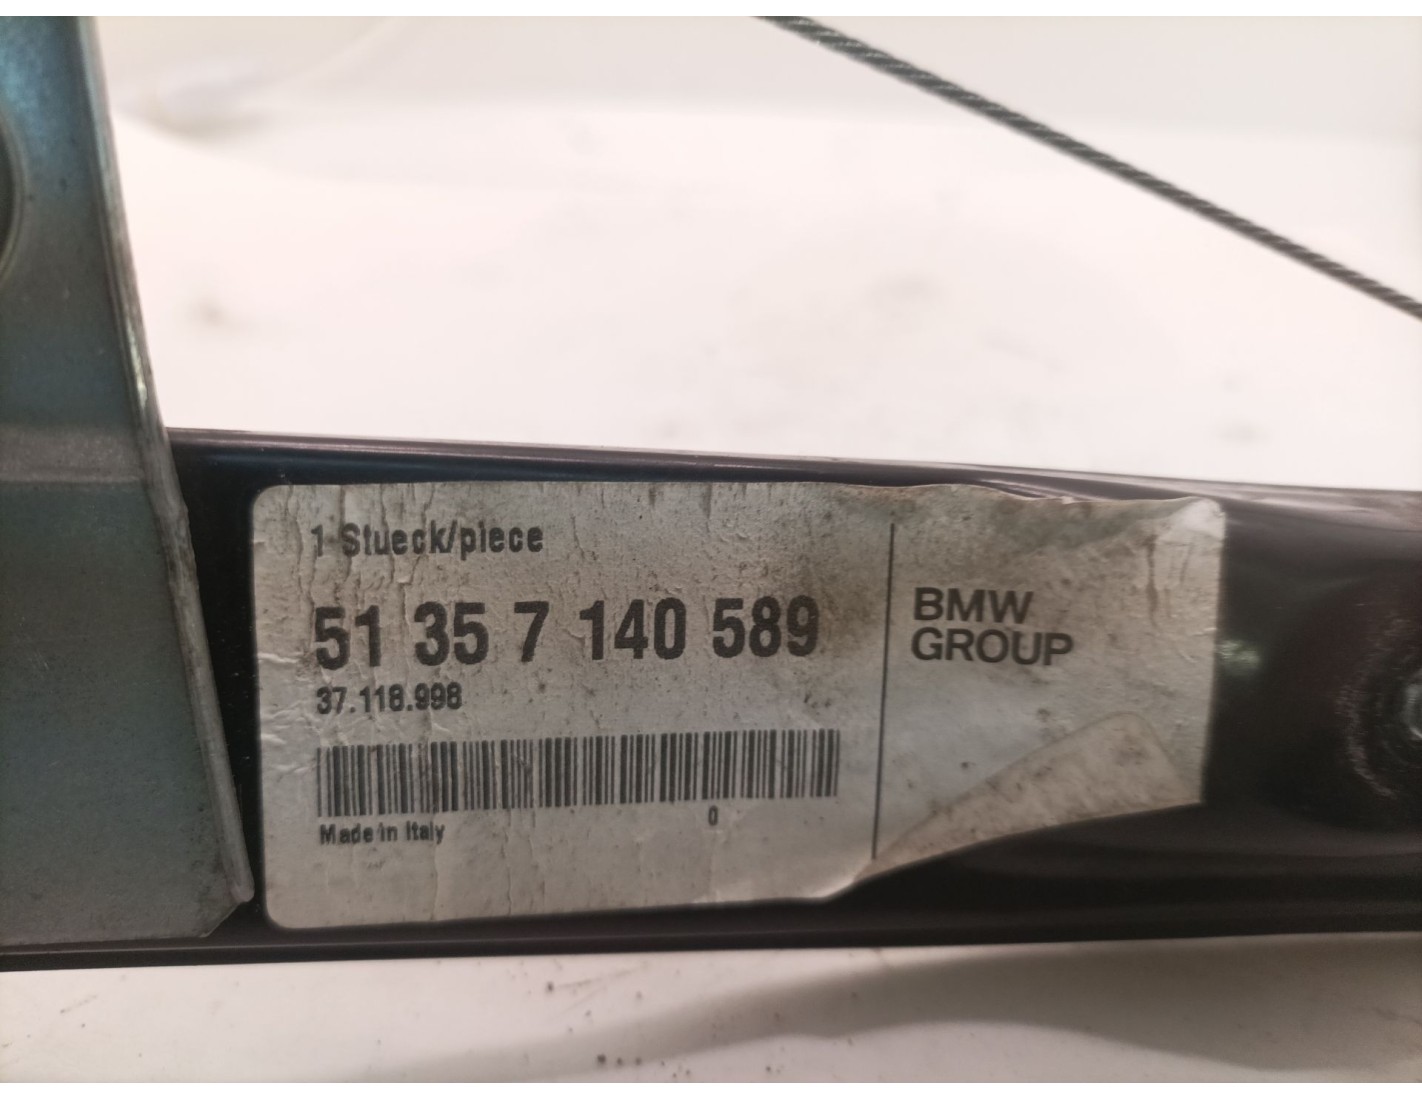 1 Stueck/piece
51 35 7 140 589
37.118.998
Made in Italy
0
BMW
GROUP